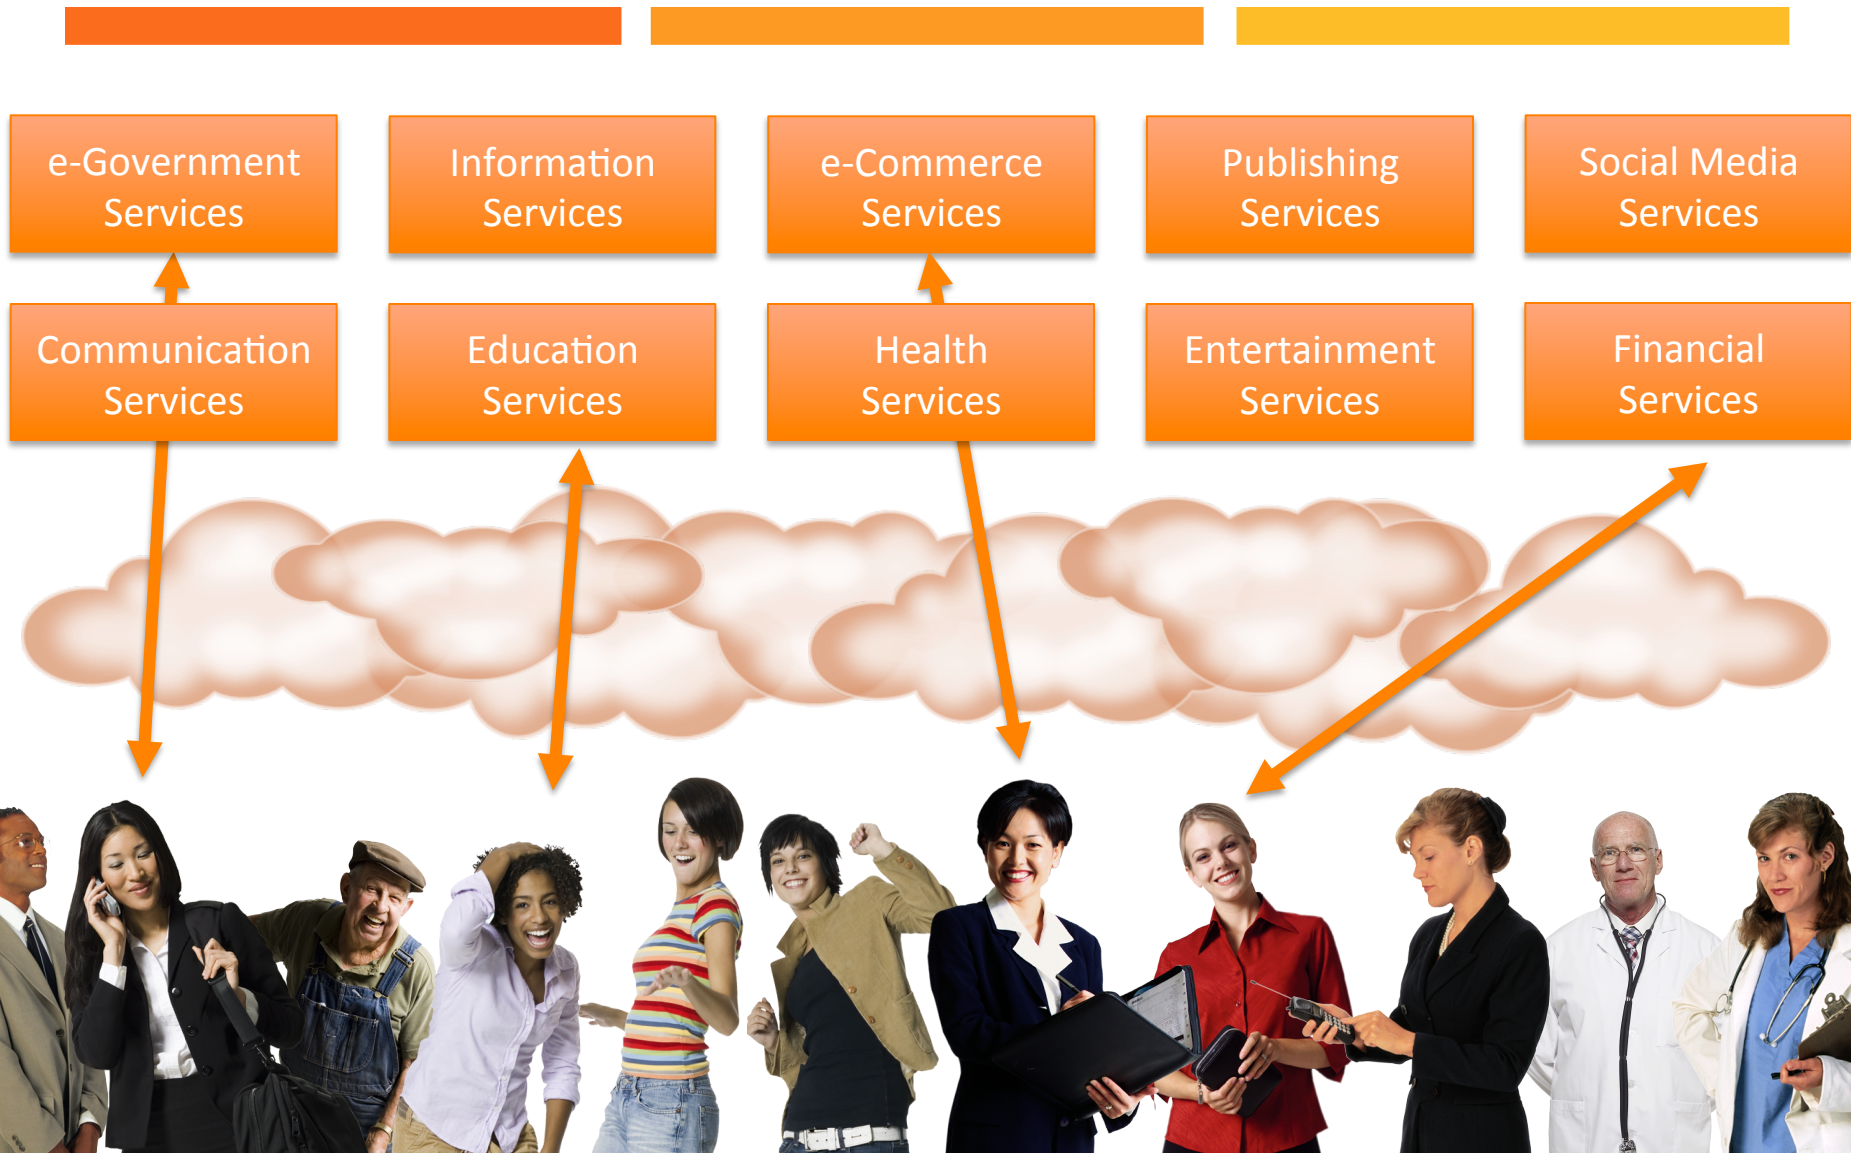 e-Government
Services
Information
Services
e-Commerce
Services
Publishing
Services
Social Media
Services
Communication
Services
Education
Services
Health
Services
Entertainment
Services
Financial
Services